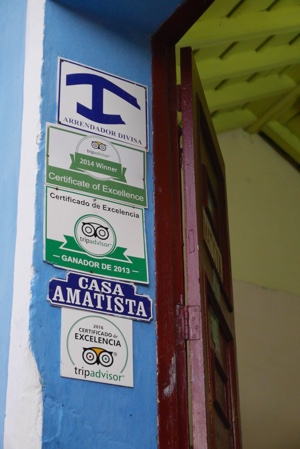 ARRENDADOR DIVISA
2014 Winner
Certificate of Excellence
Certificado de Excelencia
tripadvisor
GANADOR DE 2013
CASA
AMATISTA
2016
CERTIFICADO de
EXCELENCIA
tripadvisor